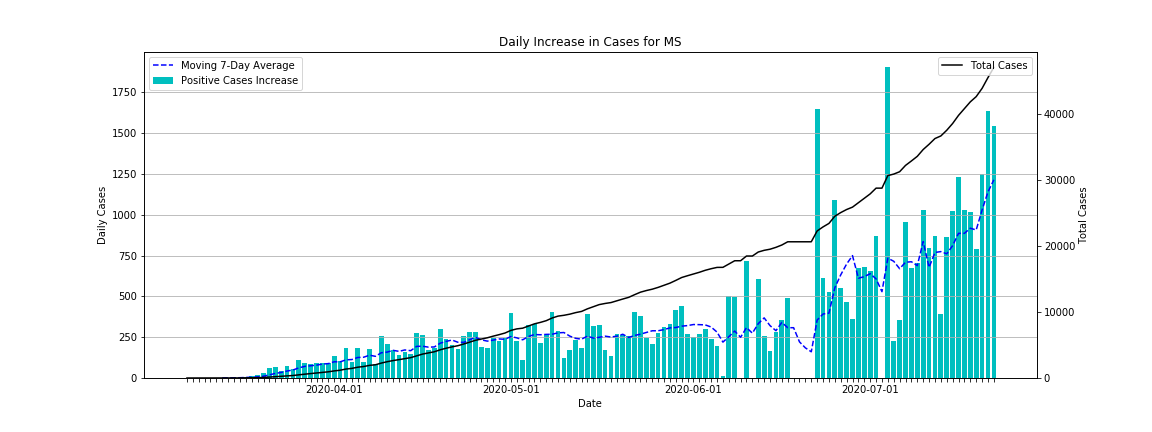 Daily Increase in Cases for MS
Moving 7-Day Average
Positive Cases Increase
Total Cases
1750
1500
1250
1000
750
500
250
0
Daily Cases
40000
30000
20000
10000
0
Total Cases
2020-04-01
2020-05-01
2020-06-01
2020-07-01
Date